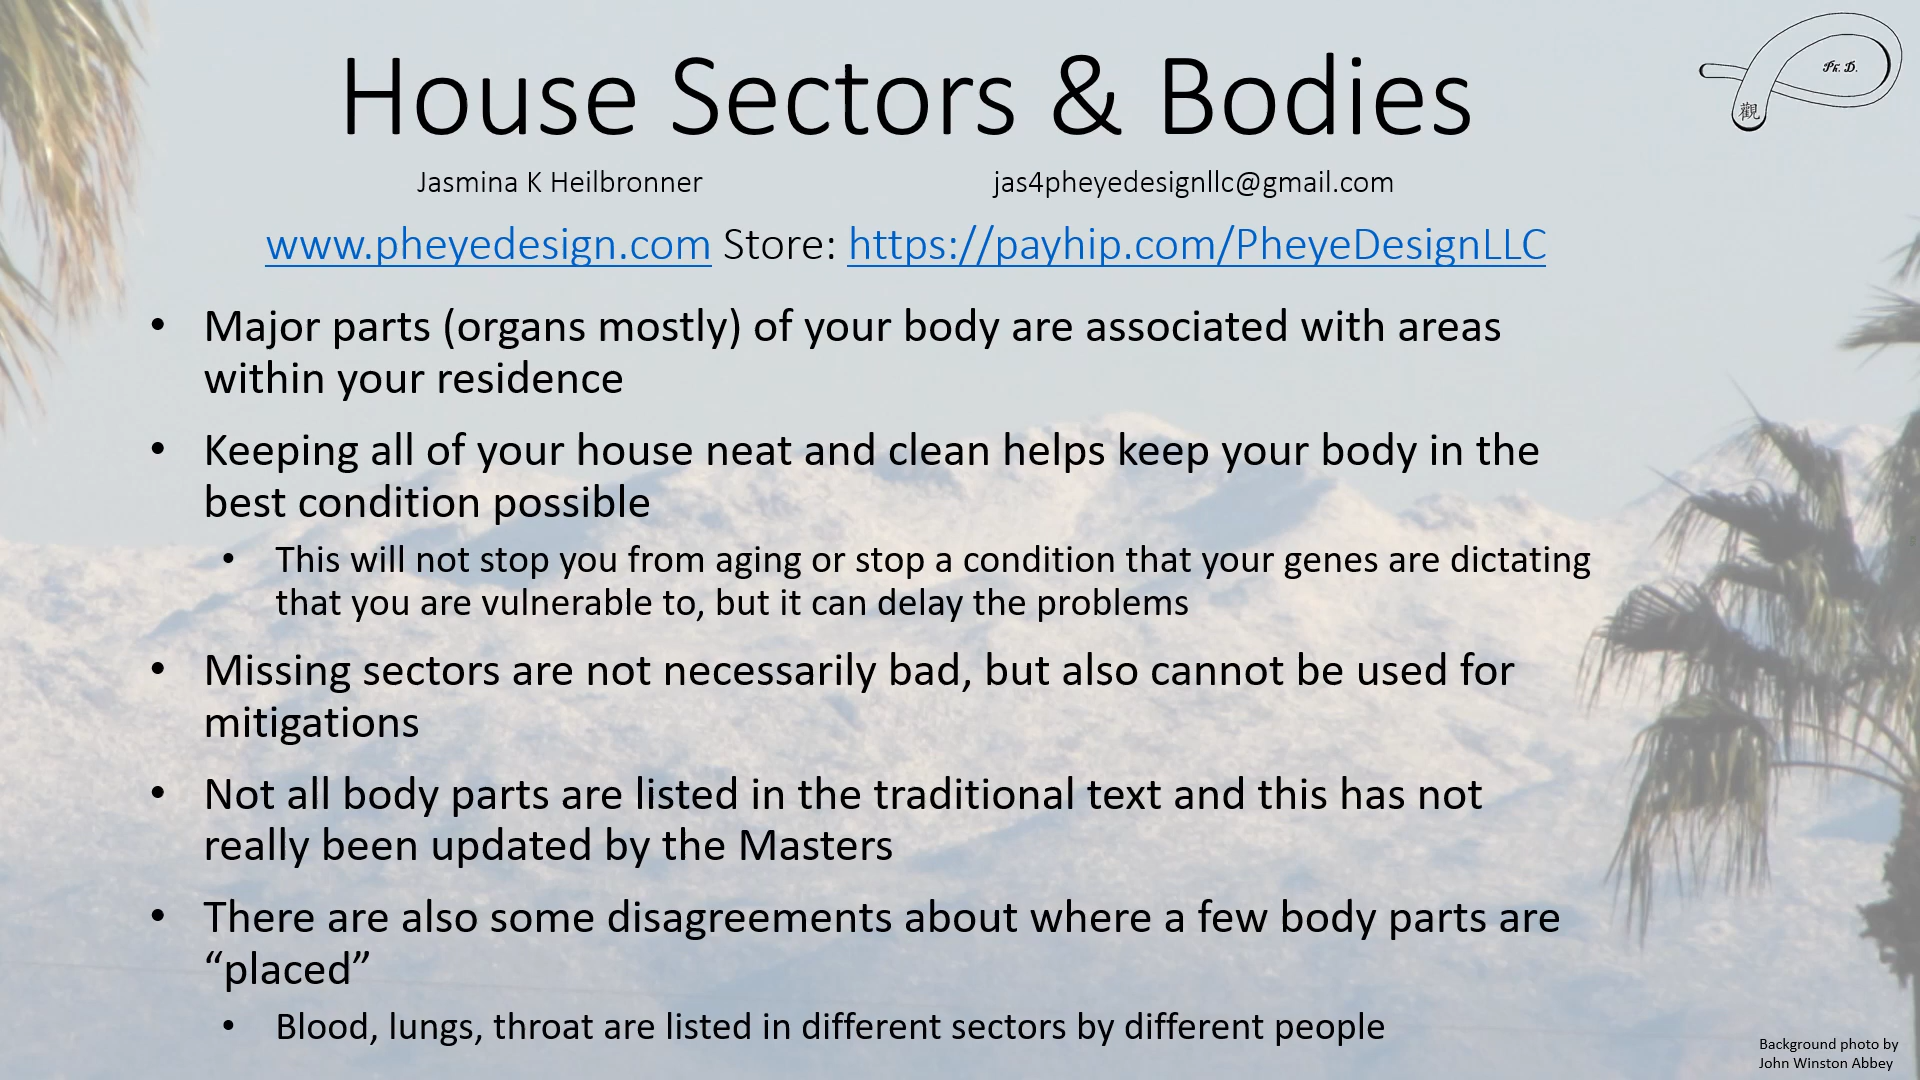 House Sectors & Bodies
Ph. D.
觀
Jasmina K Heilbronner
jas4pheyedesignllc@gmail.com
www.pheyedesign.com Store: https://payhip.com/PheyeDesignLLC
• Major parts (organs mostly) of your body are associated with areas
within your residence
• Keeping all of your house neat and clean helps keep your body in the
best condition possible
• This will not stop you from aging or stop a condition that your genes are dictating
that you are vulnerable to, but it can delay the problems
• Missing sectors are not necessarily bad, but also cannot be used for
mitigations
• Not all body parts are listed in the traditional text and this has not
really been updated by the Masters
• There are also some disagreements about where a few body parts are
“placed”
• Blood, lungs, throat are listed in different sectors by different people
Background photo by
John Winston Abbey